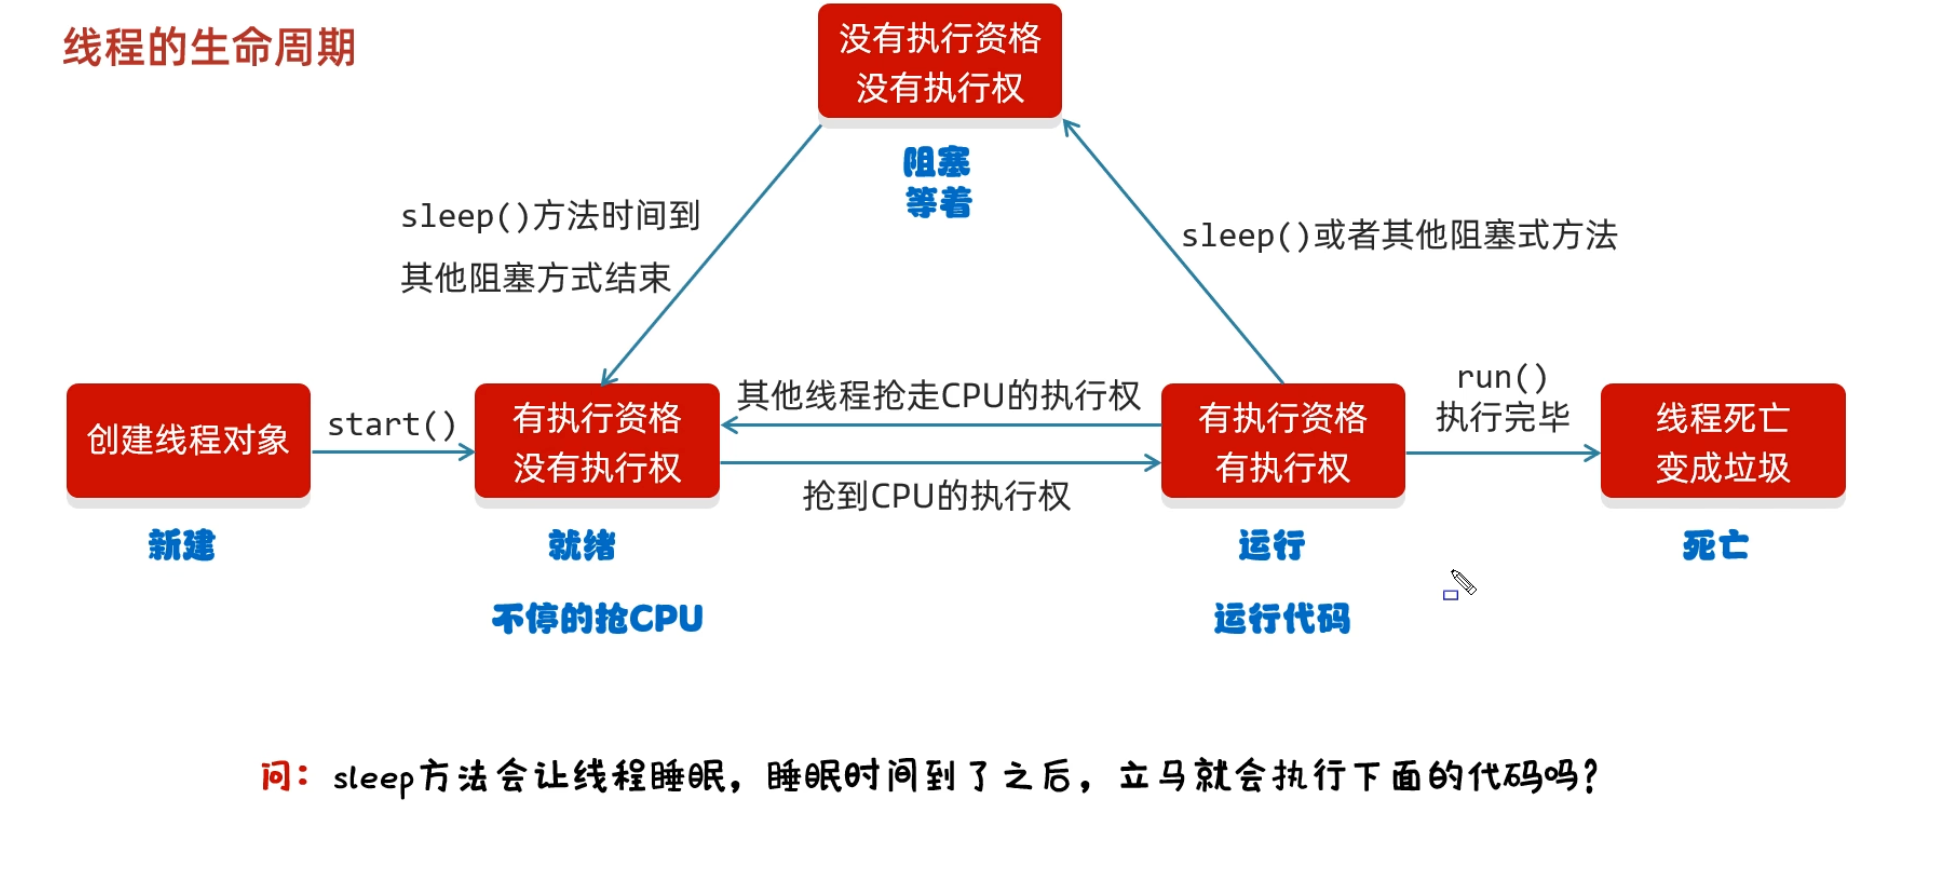 线程的生命周期
没有执行资格
没有执行权
阻塞
等着
sleep()方法时间到
其他阻塞方式结束
sleep()或者其他阻塞式方法
创建线程对象
start()
有执行资格
没有执行权
其他线程抢走CPU的执行权
抢到CPU的执行权
有执行资格
有执行权
run()
执行完毕
线程死亡
变成垃圾
新建
就绪
运行
死亡
不停的抢CPU
运行代码
问：sleep方法会让线程睡眠，睡眠时间到了之后，立马就会执行下面的代码吗？